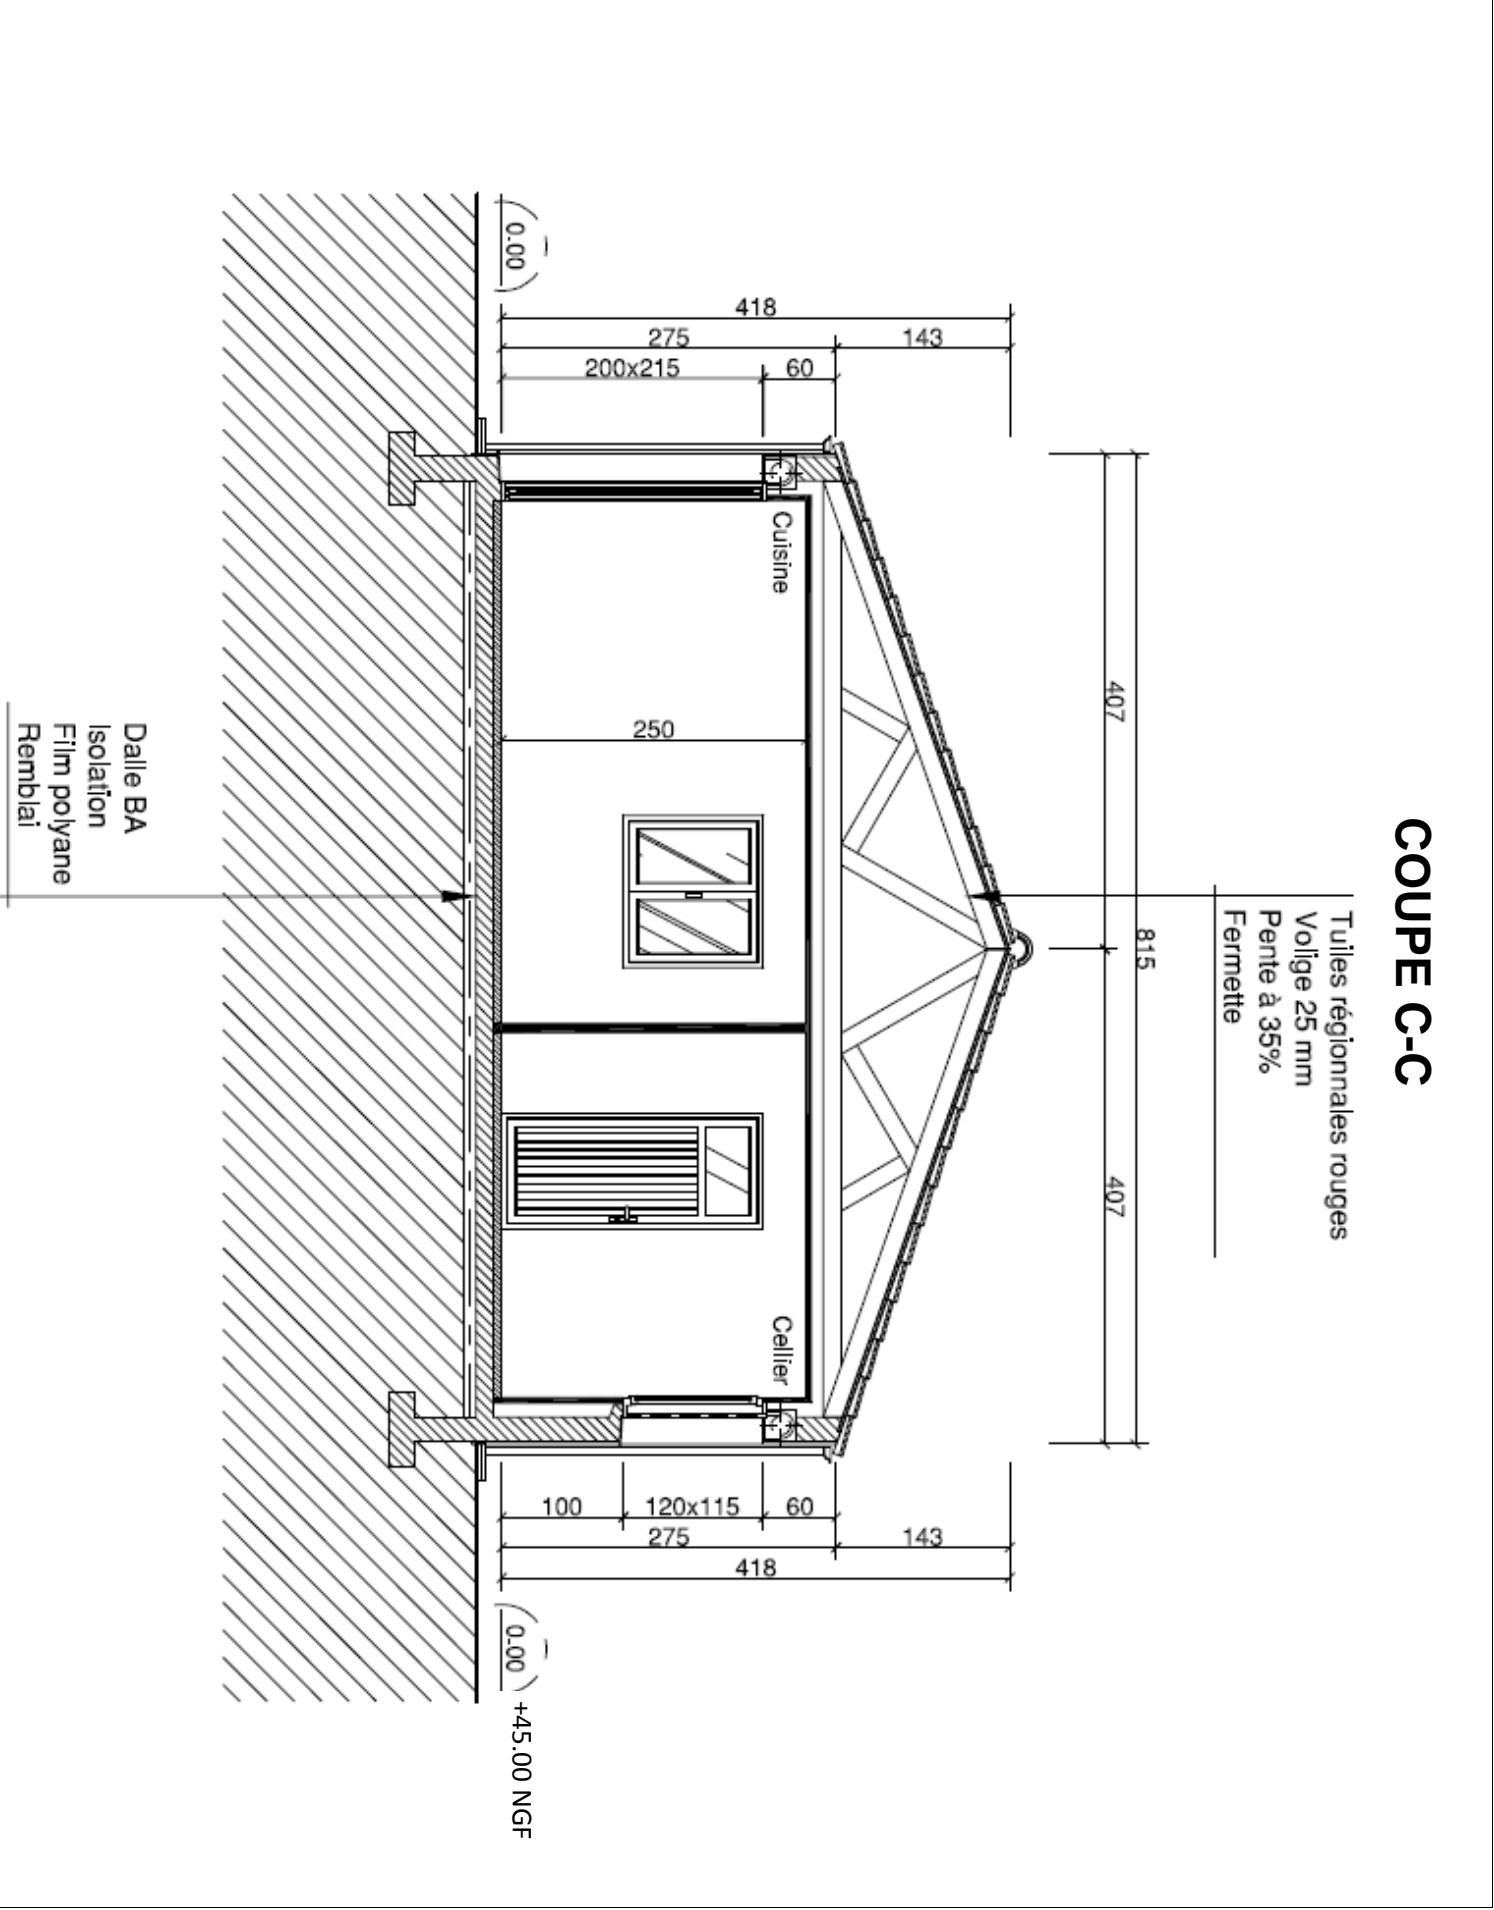 COUPE C-C
Tuiles régionnales rouges
Volige 25 mm
Pente à 35%
Fermette
815
407
407
418
143
275
60
200x215
0.00
Cuisine
250
Cellier
143
60
120x115
100
275
418
0.00
+45.00 NGF
Dalle BA
Isolation
Film polyane
Remblai